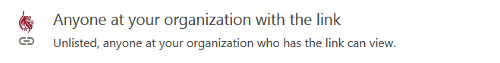 Anyone at your organization with the link
Unlisted, anyone at your organization who has the link can view.